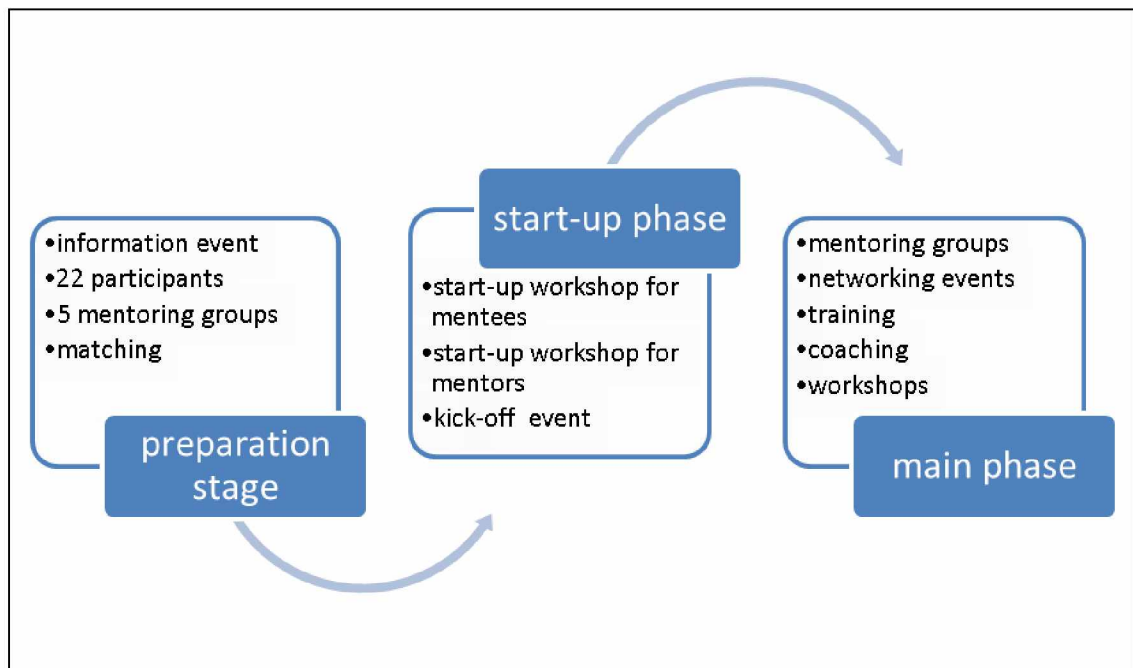 •information event
•22 participants
•5 mentoring groups
•matching
preparation
stage
start-up phase
•start-up workshop for
mentees
•start-up workshop for
mentors
•kick-off event
•mentoring groups
•networking events
•training
•coaching
•workshops
main phase